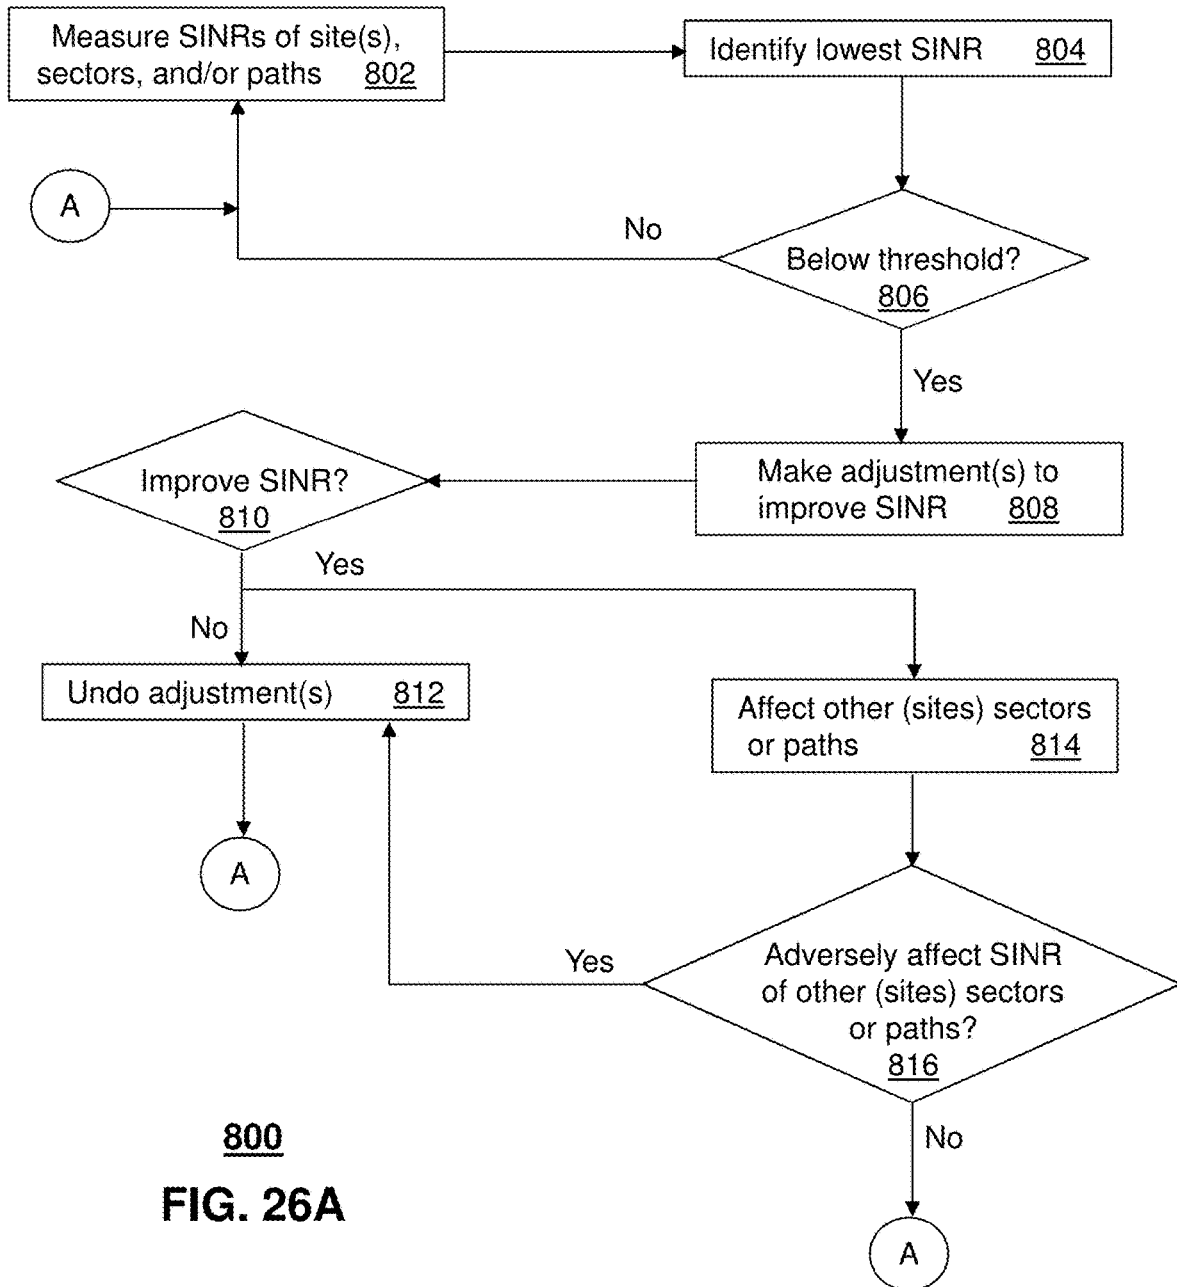 Measure SINRs of site(s),
sectors, and/or paths 802
Identify lowest SINR 804
A
No
Below threshold?
806
Yes
Improve SINR?
810
Make adjustment(s) to
improve SINR 808
Yes
No
Undo adjustment(s) 812
Affect other (sites) sectors
or paths 814
A
Yes
Adversely affect SINR
of other (sites) sectors
or paths?
816
No
800
FIG. 26A
A